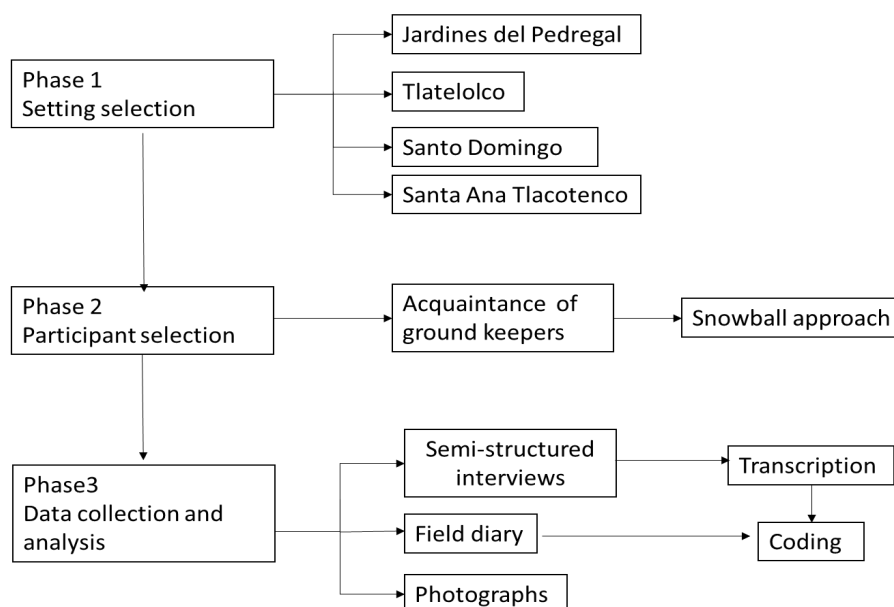 Phase 1
Setting selection
Jardines del Pedregal
Tlatelolco
Santo Domingo
Santa Ana Tlacotenco
Phase 2
Participant selection
Acquaintance of
ground keepers
Snowball approach
Phase3
Data collection and
analysis
Semi-structured
interviews
Transcription
Field diary
Coding
Photographs